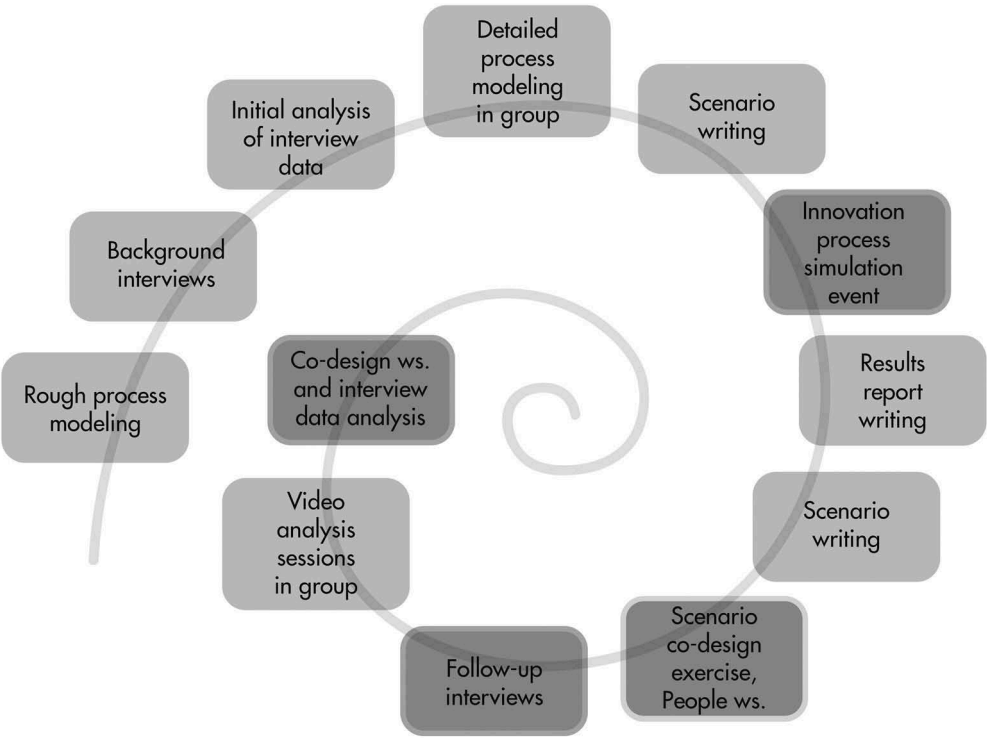 Rough process
modeling
Background
interviews
Initial analysis
of interview
data
Detailed
process
modeling
in group
Scenario
writing
Innovation
process
simulation
event
Results
report
writing
Scenario
writing
Scenario
co-design
exercise,
People ws.
Follow-up
interviews
Video
analysis
sessions
in group
Co-design ws.
and interview
data analysis